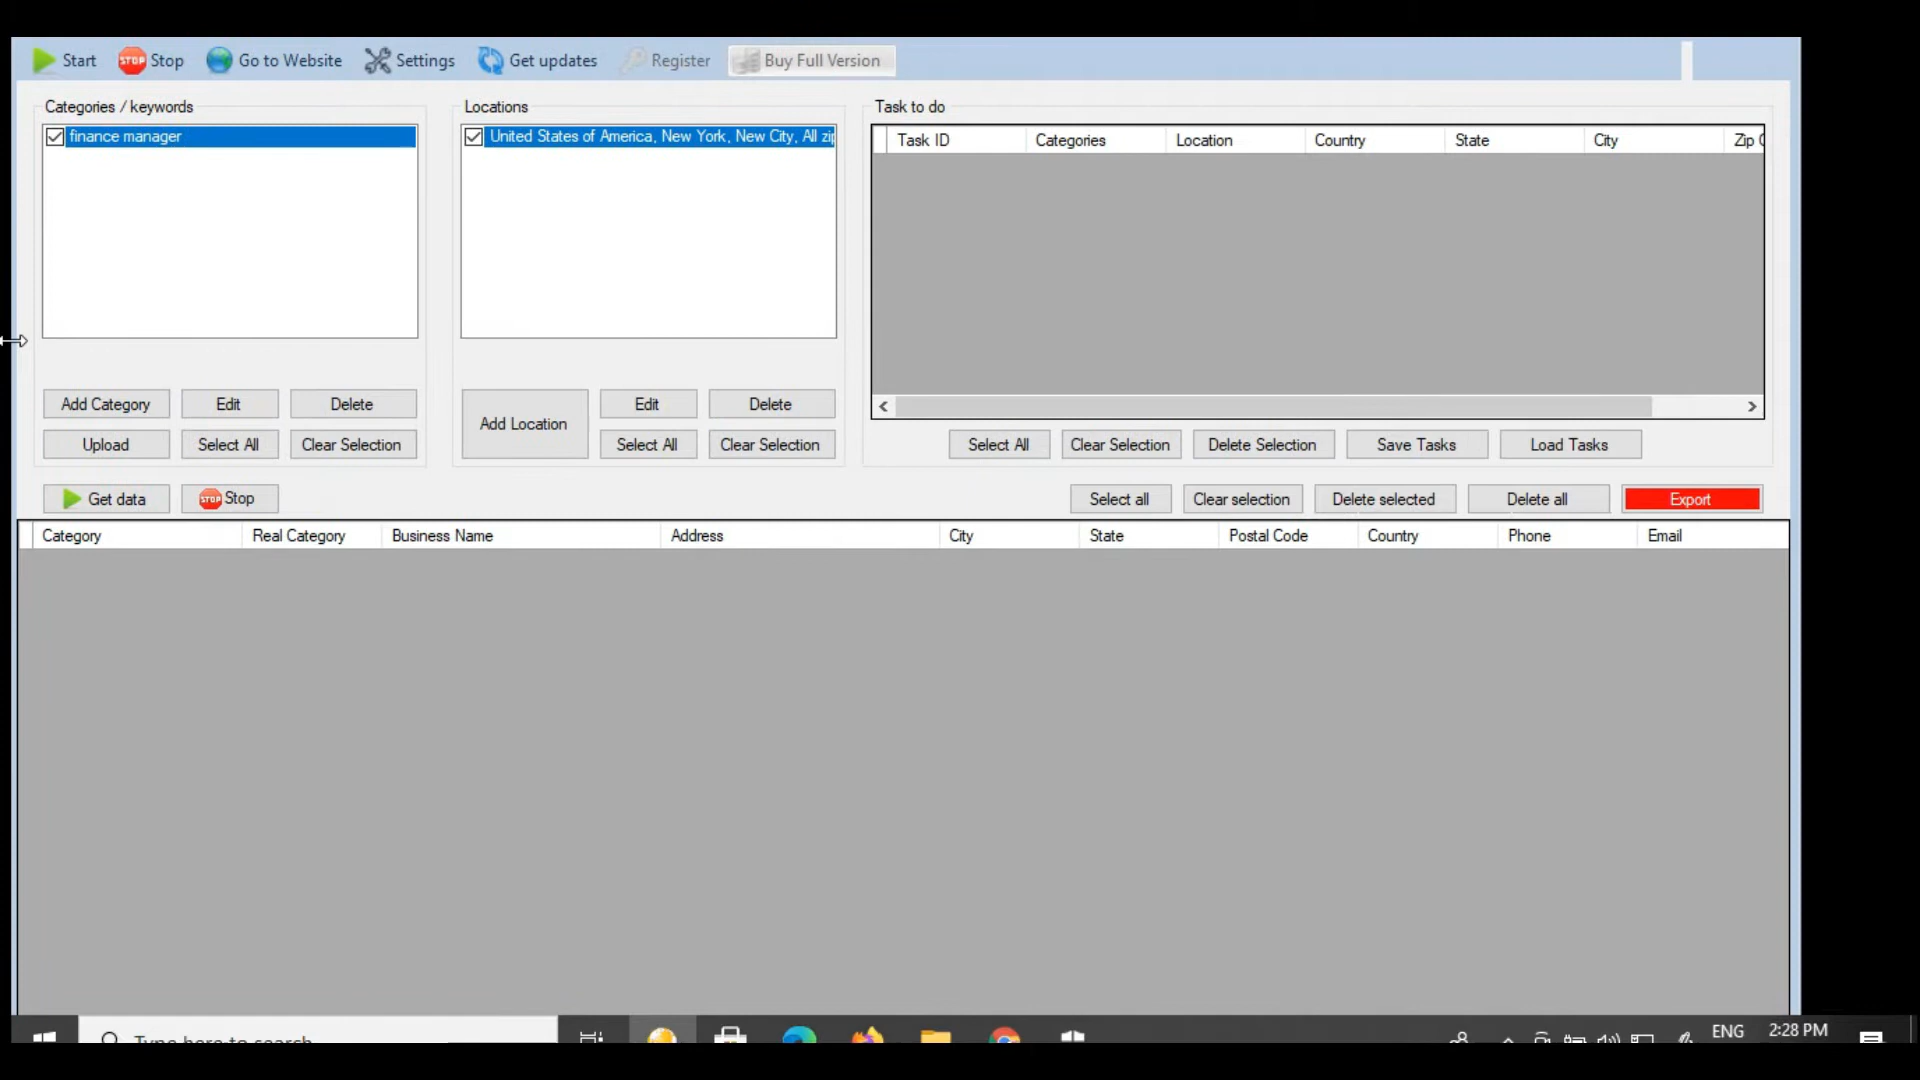 Start Stop Go to Website Settings Get updates Register Buy Full Version
Categories / keywords
finance manager
Add Category Edit Delete
Upload Select All Clear Selection
Locations
United States of America, New York, New City, All zip
Add Location Edit Delete
Select All Clear Selection
Task to do
Task ID Categories Location Country State City Zip
Select All Clear Selection Delete Selection Save Tasks Load Tasks
Get data STOP Stop Select all Clear selection Delete selected Delete all Export
Category Real Category Business Name Address City State Postal Code Country Phone Email
Type here to search ENG 2:28 PM